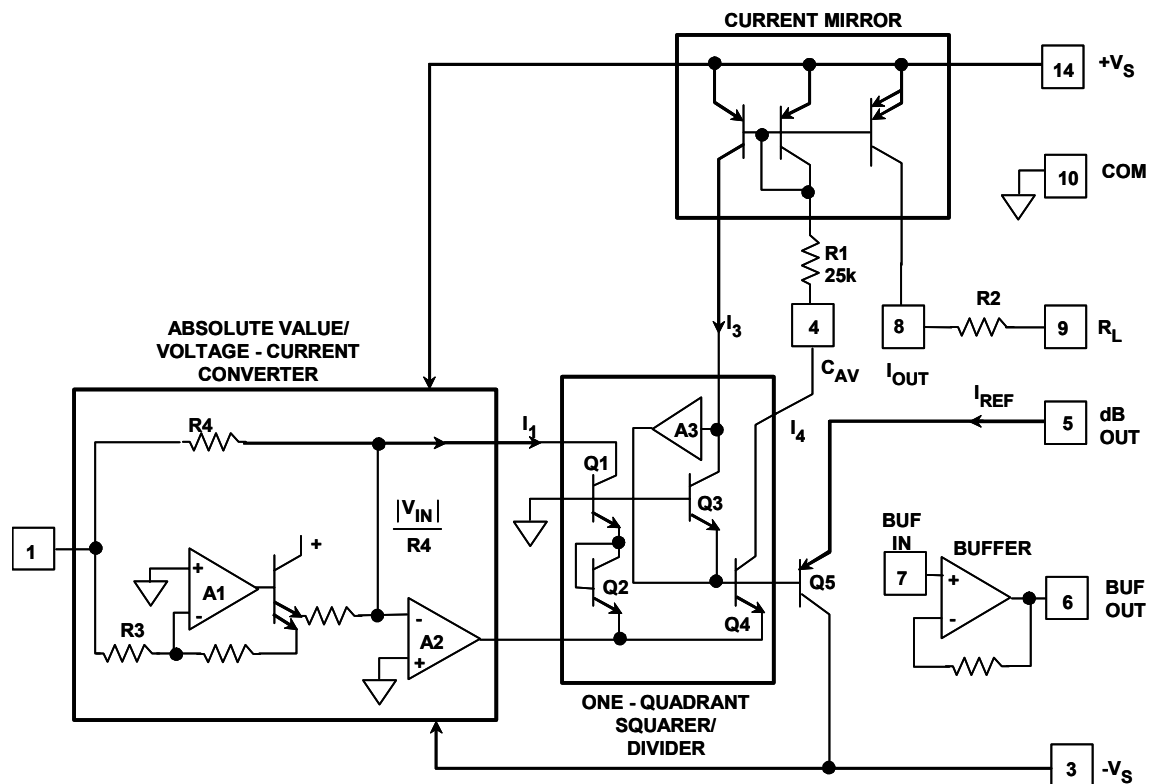 CURRENT MIRROR
14
+VS
10
COM
R1
25k
4
CAV
8
IOUT
R2
9
RL
I3
I4
IREF
5
dB
OUT
ABSOLUTE VALUE/
VOLTAGE - CURRENT
CONVERTER
R4
I1
|VIN|
R4
1
+
A1
-
+
R3
-
A2
+
A3
Q1
Q2
Q3
Q4
Q5
ONE - QUADRANT
SQUARER/
DIVIDER
BUF
IN
7
BUFFER
+
-
6
BUF
OUT
3
-VS